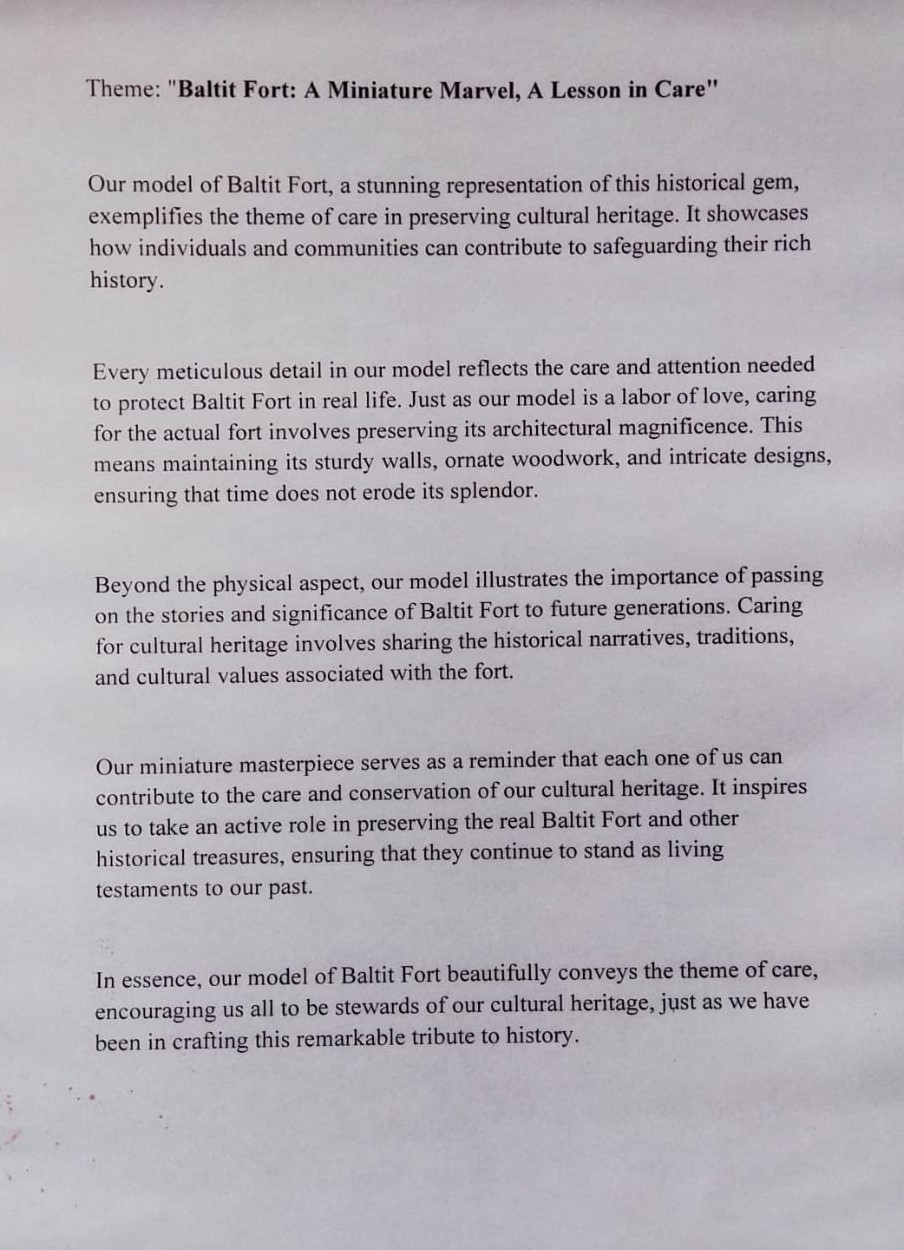 Theme: "Baltit Fort: A Miniature Marvel, A Lesson in Care"
Our model of Baltit Fort, a stunning representation of this historical gem,
exemplifies the theme of care in preserving cultural heritage. It showcases
how individuals and communities can contribute to safeguarding their rich
history.
Every meticulous detail in our model reflects the care and attention needed
to protect Baltit Fort in real life. Just as our model is a labor of love, caring
for the actual fort involves preserving its architectural magnificence. This
means maintaining its sturdy walls, ornate woodwork, and intricate designs,
ensuring that time does not erode its splendor.
Beyond the physical aspect, our model illustrates the importance of passing
on the stories and significance of Baltit Fort to future generations. Caring
for cultural heritage involves sharing the historical narratives, traditions,
and cultural values associated with the fort.
Our miniature masterpiece serves as a reminder that each one of us can
contribute to the care and conservation of our cultural heritage. It inspires
us to take an active role in preserving the real Baltit Fort and other
historical treasures, ensuring that they continue to stand as living
testaments to our past.
In essence, our model of Baltit Fort beautifully conveys the theme of care,
encouraging us all to be stewards of our cultural heritage, just as we have
been in crafting this remarkable tribute to history.